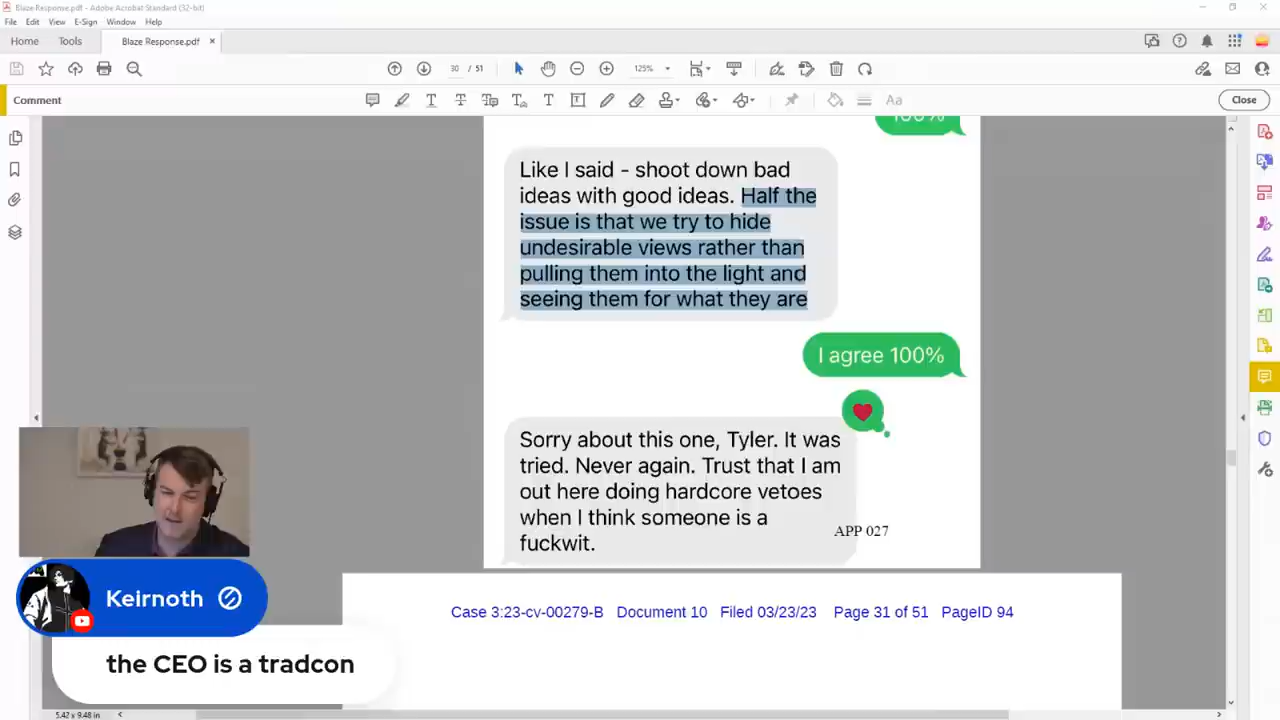 Blaze Response.pdf - Adobe Acrobat Standard (32-bit)
File Edit View E-Sign Window Help
Home Tools Blaze Response.pdf ×
30 / 51 125%
Comment Close
100%
Like I said - shoot down bad
ideas with good ideas. Half the
issue is that we try to hide
undesirable views rather than
pulling them into the light and
seeing them for what they are
I agree 100%
Sorry about this one, Tyler. It was
tried. Never again. Trust that I am
out here doing hardcore vetoes
when I think someone is a
fuckwit.
APP 027
Case 3:23-cv-00279-B Document 10 Filed 03/23/23 Page 31 of 51 PageID 94
Keirnoth
the CEO is a tradcon
5.42 x 9.48 in